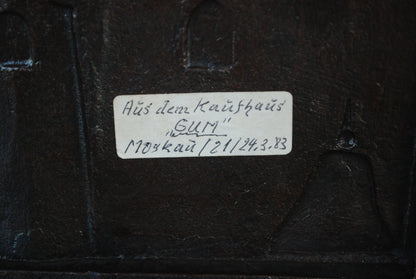 Aus dem Kaufhaus
„GUM"
Moskau/21/24.3.83